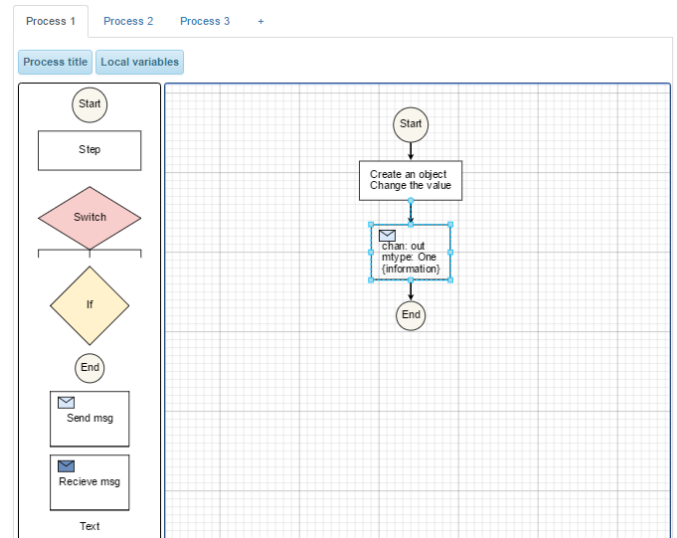 Process 1 Process 2 Process 3 +
Process title Local variables
Start
Step
Switch
If
End
Send msg
Recieve msg
Text
Start
Create an object
Change the value
chan: out
mtype: One
{information}
End